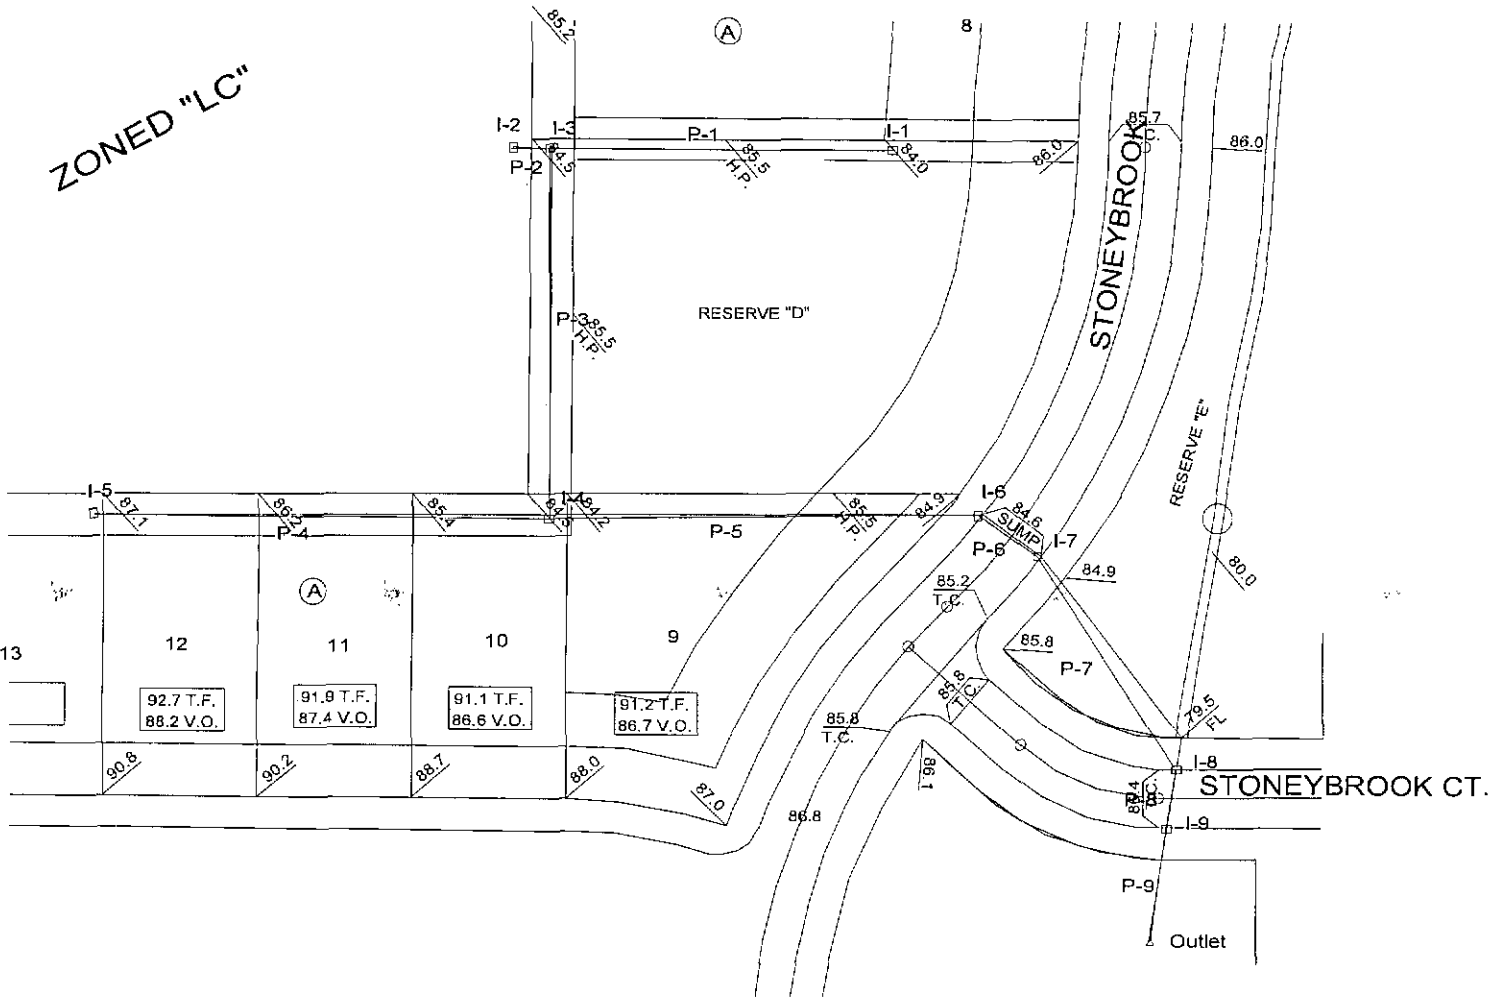 85.2
A
8
ZONED "LC"
I-2
I-3
P-1
I-1
85.7
T.C.
84.5
85.5
H.P.
84.0
86.0
86.0
P-2
STONEYBROOK
P-3
85.5
H.P.
RESERVE "D"
RESERVE "E"
I-5
87.1
86.2
85.4
I-4
84.3
84.2
85.5
H.P.
84.9
I-6
84.6
SUMP
I-7
P-4
P-5
P-6
84.9
80.0
85.2
T.C.
A
13
12
11
10
9
85.8
P-7
92.7 T.F.
88.2 V.O.
91.9 T.F.
87.4 V.O.
91.1 T.F.
86.6 V.O.
91.2 T.F.
86.7 V.O.
85.8
T.C.
85.8
T.C.
79.5
FL
90.8
90.2
88.7
88.0
87.0
86.1
86.8
I-8
STONEYBROOK CT.
P-8
T.C.
I-9
P-9
Outlet